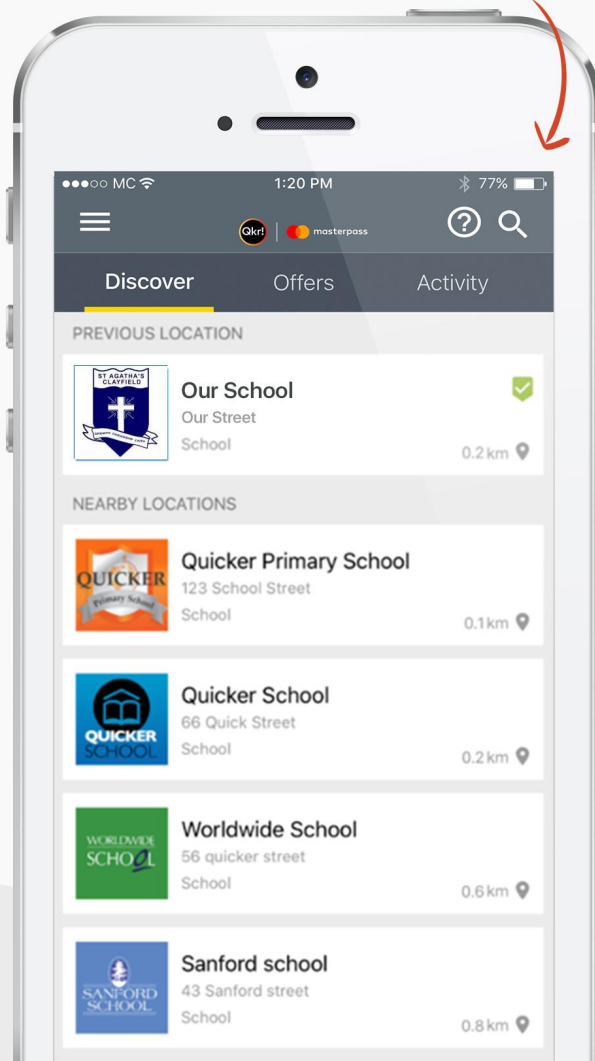 MC
1:20 PM
77%
Qkr!
masterpass
Discover
Offers
Activity
PREVIOUS LOCATION
ST AGATHA'S
CLAYFIELD
Our School
Our Street
School
0.2 km
NEARBY LOCATIONS
QUICKER
Primary School
Quicker Primary School
123 School Street
School
0.1 km
QUICKER
SCHOOL
Quicker School
66 Quick Street
School
0.2 km
WORLDWIDE
SCHOOL
Worldwide School
56 quicker street
School
0.6 km
SANFORD
SCHOOL
Sanford school
43 Sanford street
School
0.8 km